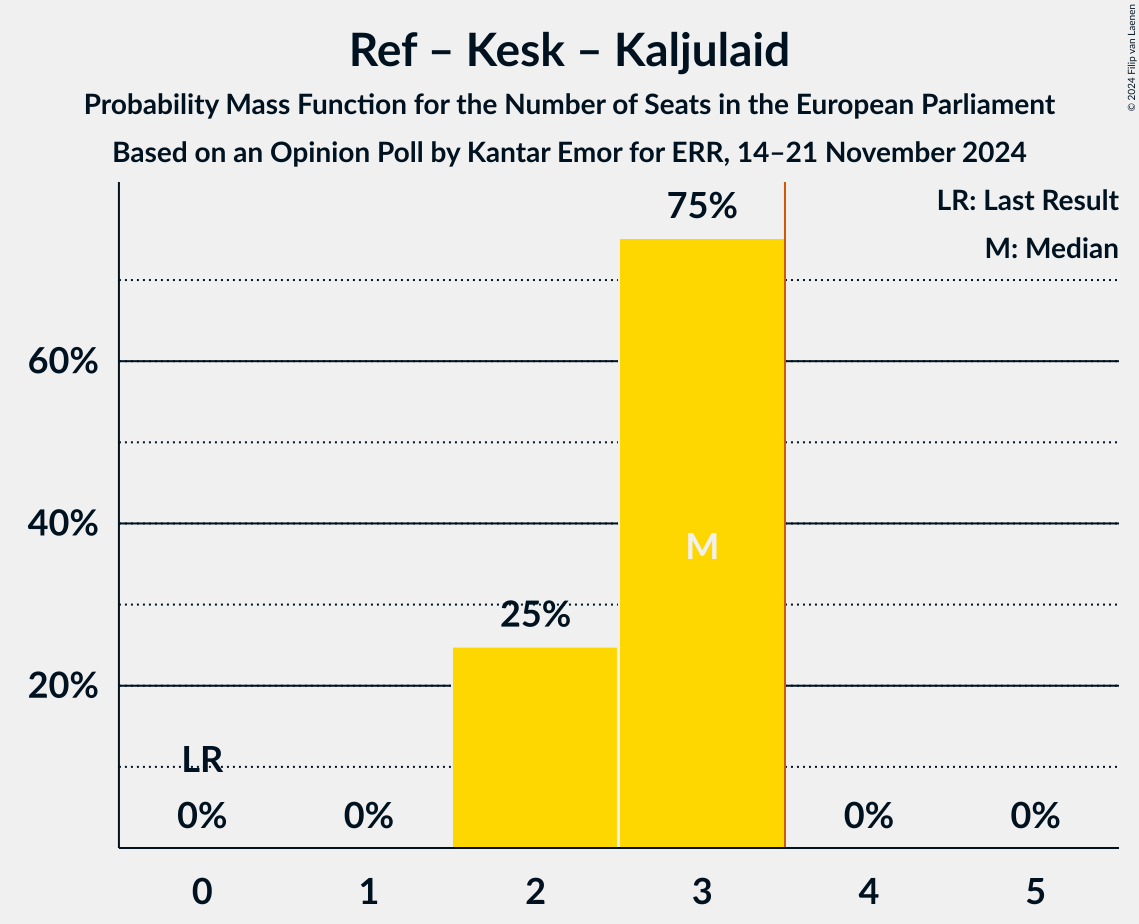 Ref – Kesk – Kaljulaid
Probability Mass Function for the Number of Seats in the European Parliament
Based on an Opinion Poll by Kantar Emor for ERR, 14–21 November 2024
© 2024 Filip van Laenen
LR: Last Result
M: Median
75%
60%
40%
M
25%
20%
LR
0%
0%
0%
0%
0
1
2
3
4
5